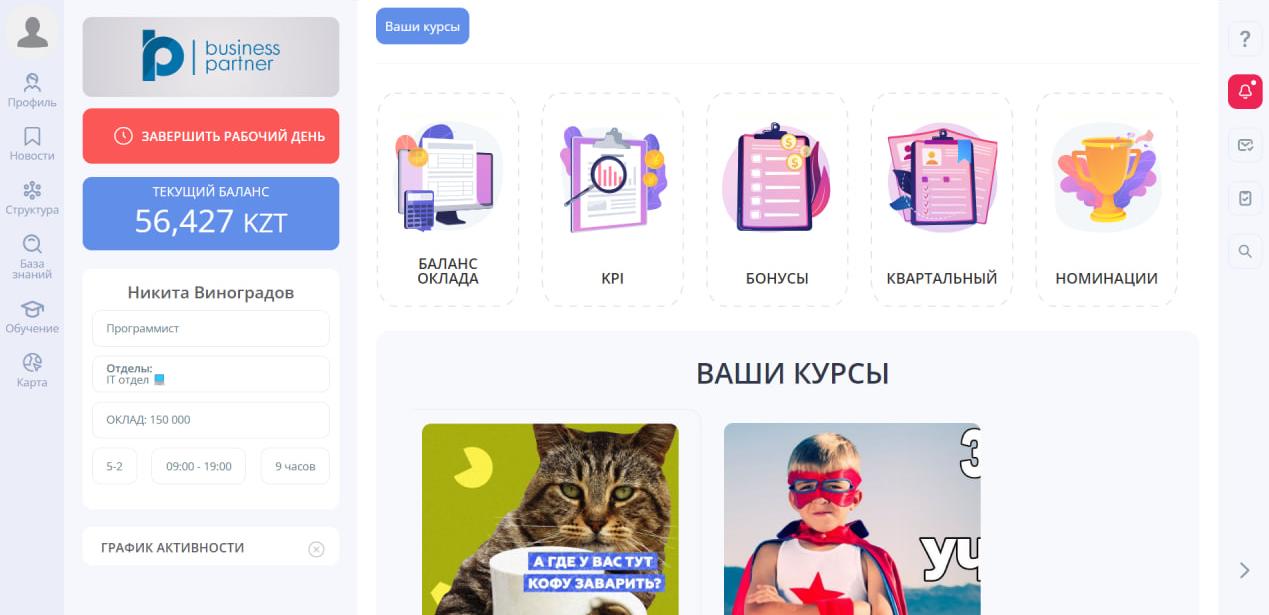 Профиль
Новости
Структура
База
знаний
Обучение
Карта
business
partner
ЗАВЕРШИТЬ РАБОЧИЙ ДЕНЬ
ТЕКУЩИЙ БАЛАНС
56,427 KZT
Никита Виноградов
Программист
Отделы:
IT отдел
ОКЛАД: 150 000
5-2
09:00 - 19:00
9 часов
ГРАФИК АКТИВНОСТИ
Ваши курсы
БАЛАНС
ОКЛАДА
KPI
БОНУСЫ
КВАРТАЛЬНЫЙ
НОМИНАЦИИ
ВАШИ КУРСЫ
А ГДЕ У ВАС ТУТ
КОФУ ЗАВАРИТЬ?